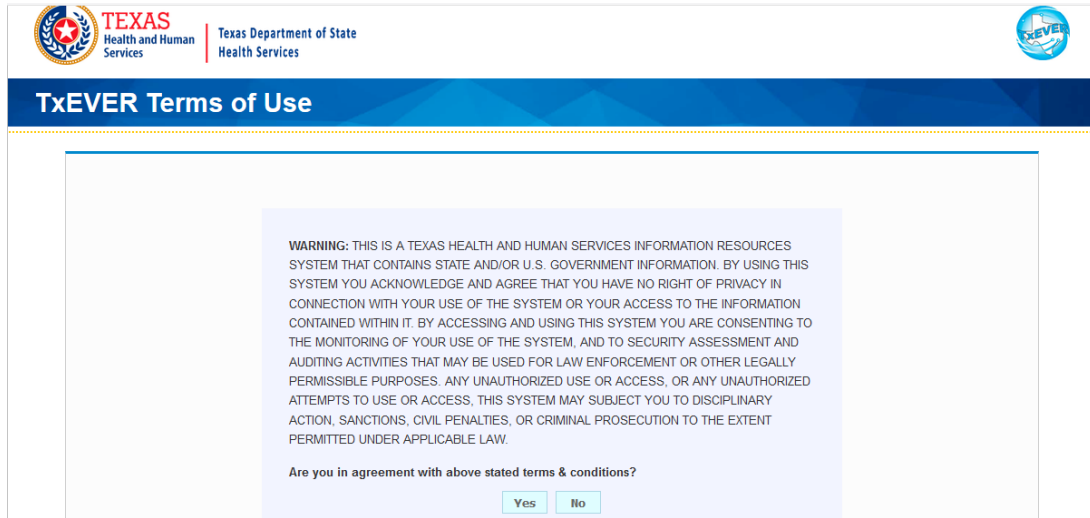 TEXAS
Health and Human
Services
Texas Department of State
Health Services
TxEVER
TxEVER Terms of Use
WARNING: THIS IS A TEXAS HEALTH AND HUMAN SERVICES INFORMATION RESOURCES
SYSTEM THAT CONTAINS STATE AND/OR U.S. GOVERNMENT INFORMATION. BY USING THIS
SYSTEM YOU ACKNOWLEDGE AND AGREE THAT YOU HAVE NO RIGHT OF PRIVACY IN
CONNECTION WITH YOUR USE OF THE SYSTEM OR YOUR ACCESS TO THE INFORMATION
CONTAINED WITHIN IT. BY ACCESSING AND USING THIS SYSTEM YOU ARE CONSENTING TO
THE MONITORING OF YOUR USE OF THE SYSTEM, AND TO SECURITY ASSESSMENT AND
AUDITING ACTIVITIES THAT MAY BE USED FOR LAW ENFORCEMENT OR OTHER LEGALLY
PERMISSIBLE PURPOSES. ANY UNAUTHORIZED USE OR ACCESS, OR ANY UNAUTHORIZED
ATTEMPTS TO USE OR ACCESS, THIS SYSTEM MAY SUBJECT YOU TO DISCIPLINARY
ACTION, SANCTIONS, CIVIL PENALTIES, OR CRIMINAL PROSECUTION TO THE EXTENT
PERMITTED UNDER APPLICABLE LAW.
Are you in agreement with above stated terms & conditions?
Yes No